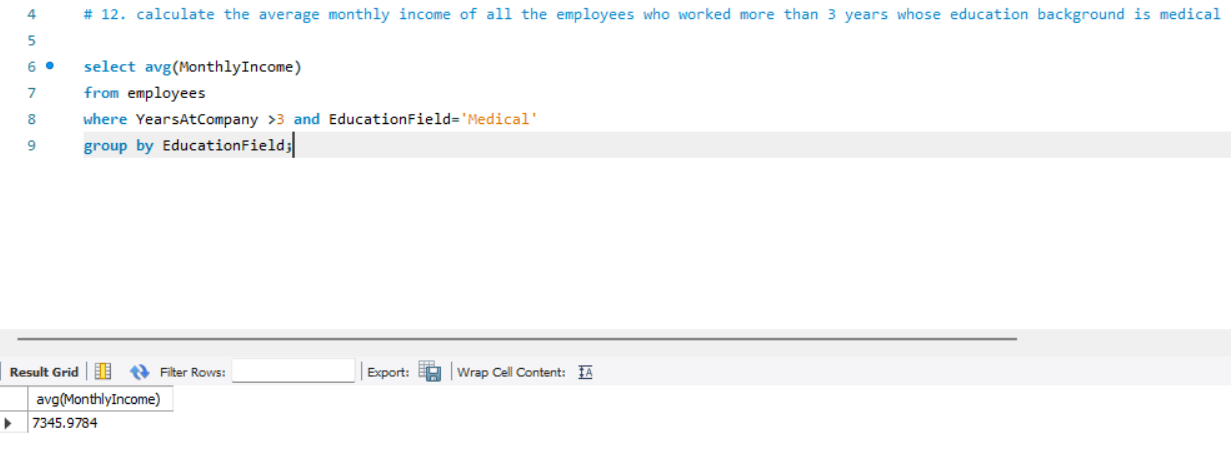 4 # 12. calculate the average monthly income of all the employees who worked more than 3 years whose education background is medical
5
6 select avg(MonthlyIncome)
7 from employees
8 where YearsAtCompany >3 and EducationField='Medical'
9 group by EducationField;
Result Grid Filter Rows: Export: Wrap Cell Content: IA
avg(MonthlyIncome)
7345.9784